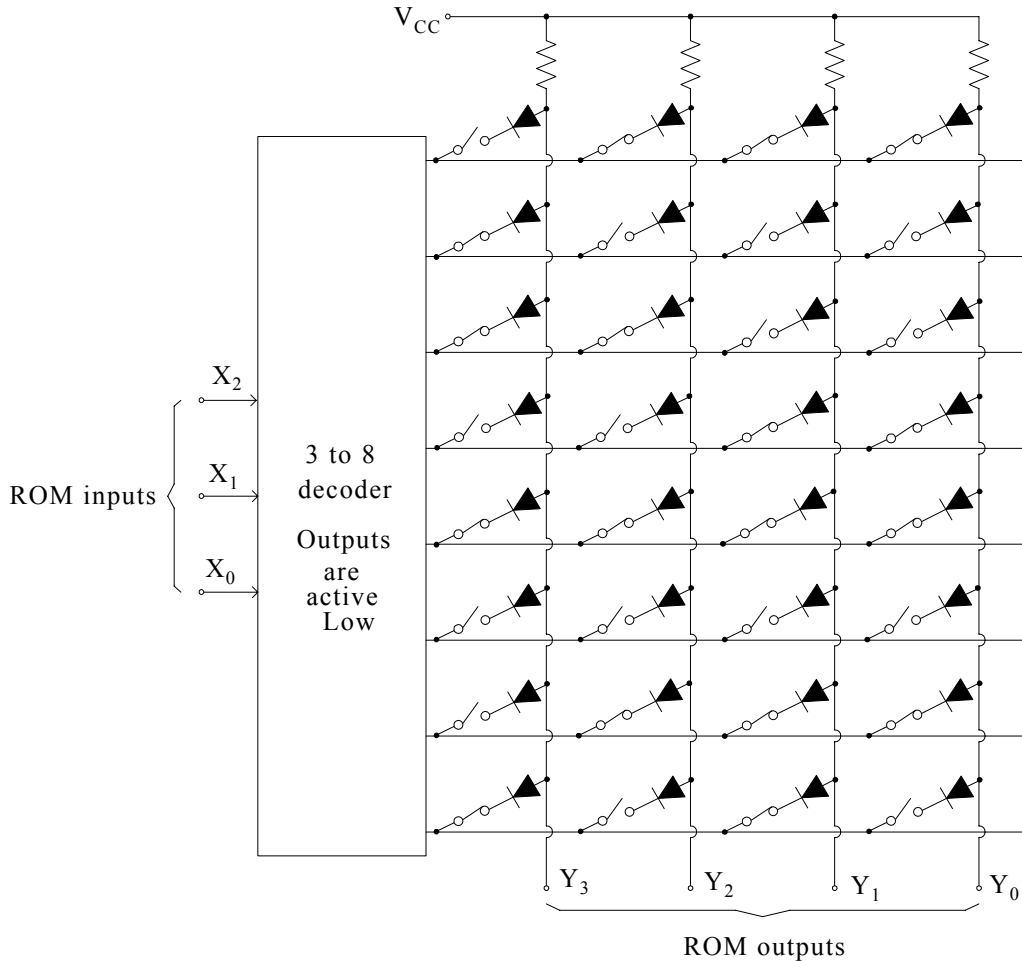 V_CC
X_2
X_1
X_0
ROM inputs
3 to 8
decoder
Outputs
are
active
Low
Y_3
Y_2
Y_1
Y_0
ROM outputs